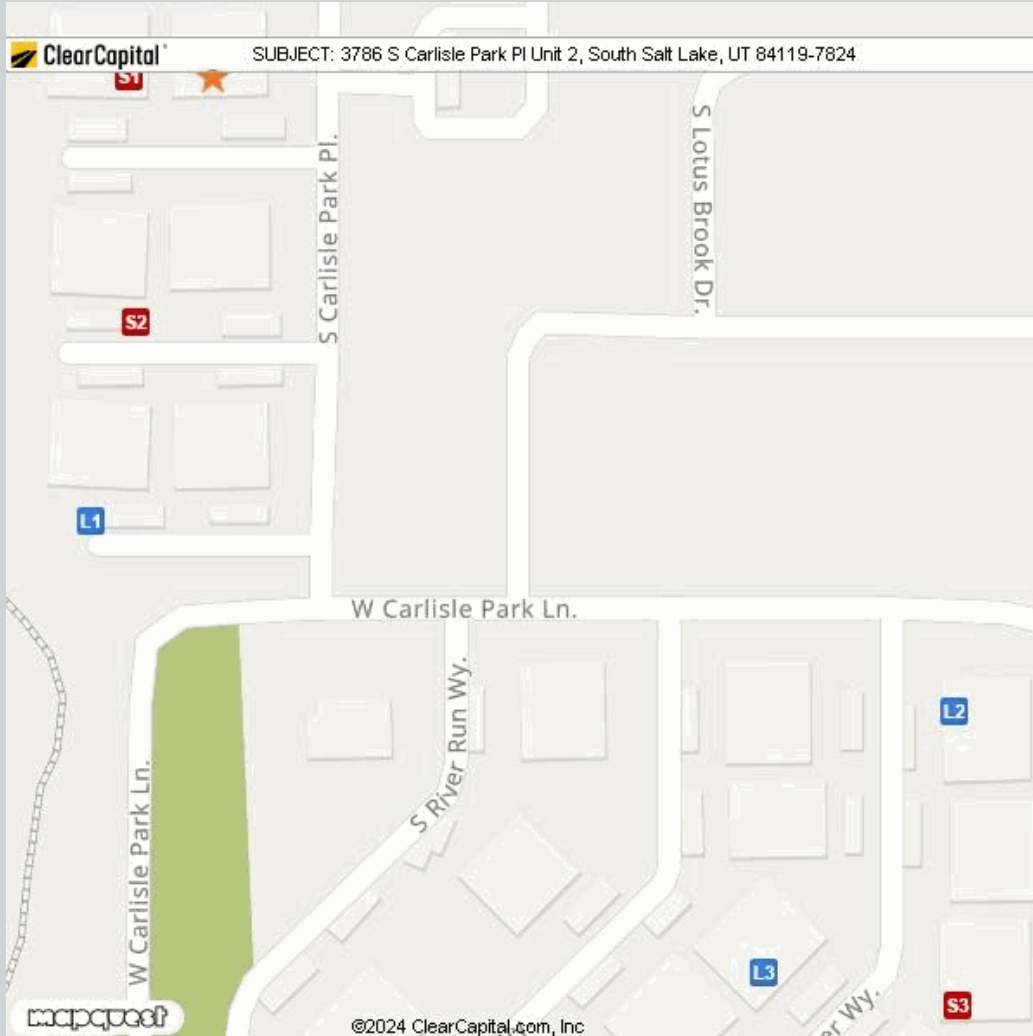 ClearCapital
SUBJECT: 3786 S Carlisle Park Pl Unit 2, South Salt Lake, UT 84119-7824
S1
S Carlisle Park Pl.
S Lotus Brook Dr.
S2
L1
W Carlisle Park Ln.
S River Run Wy.
L2
W Carlisle Park Ln.
L3
S3
er Wy.
mapquest
©2024 ClearCapital.com, Inc